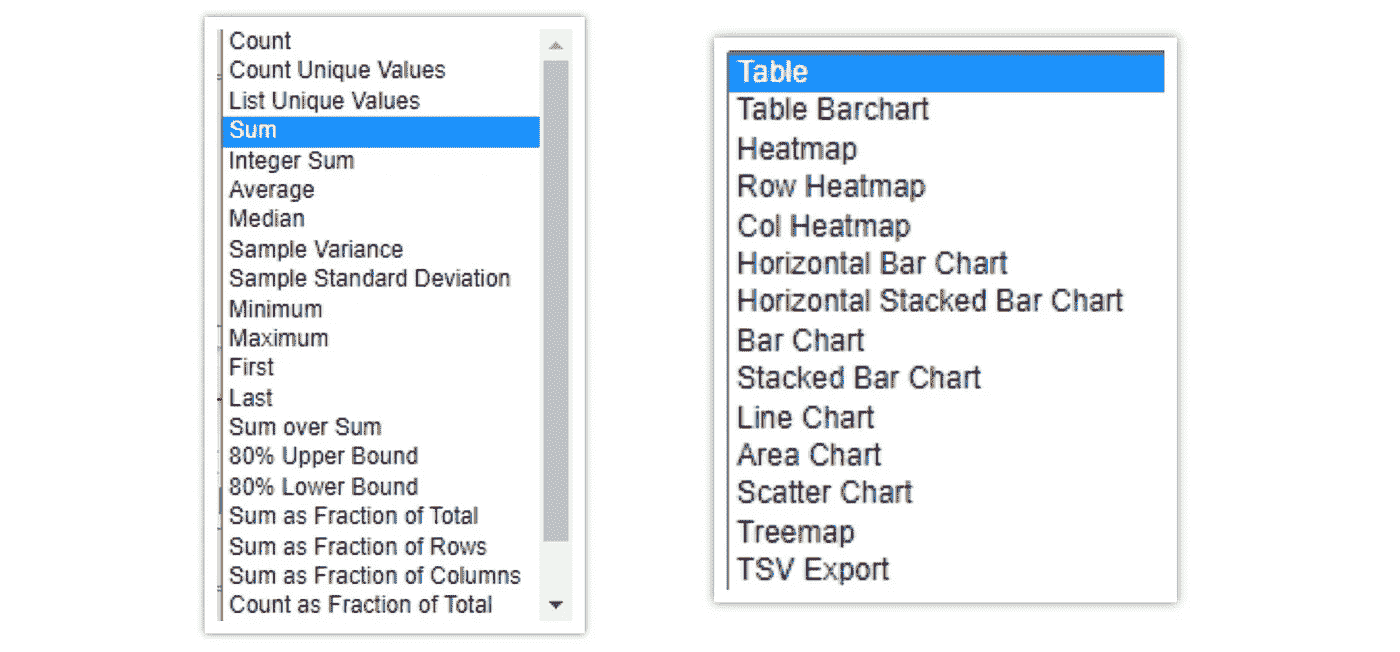 Count
Count Unique Values
List Unique Values
Sum
Integer Sum
Average
Median
Sample Variance
Sample Standard Deviation
Minimum
Maximum
First
Last
Sum over Sum
80% Upper Bound
80% Lower Bound
Sum as Fraction of Total
Sum as Fraction of Rows
Sum as Fraction of Columns
Count as Fraction of Total
Table
Table Barchart
Heatmap
Row Heatmap
Col Heatmap
Horizontal Bar Chart
Horizontal Stacked Bar Chart
Bar Chart
Stacked Bar Chart
Line Chart
Area Chart
Scatter Chart
Treemap
TSV Export